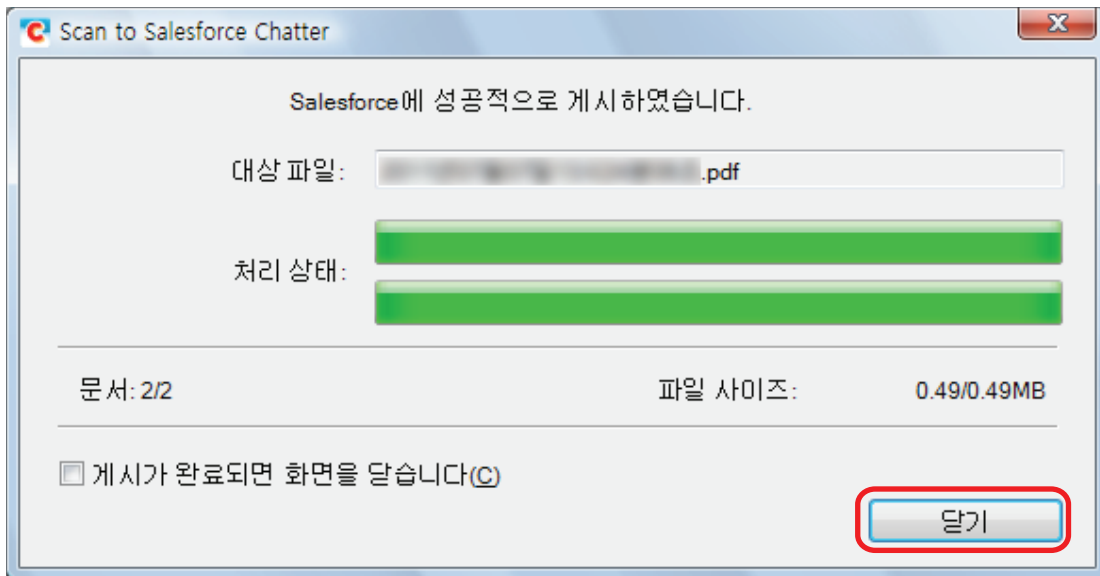 Scan to Salesforce Chatter
Salesforce에 성공적으로 게시하였습니다.
대상 파일: .pdf
처리 상태:
문서: 2/2 파일 사이즈: 0.49/0.49MB
게시가 완료되면 화면을 닫습니다(C)
닫기